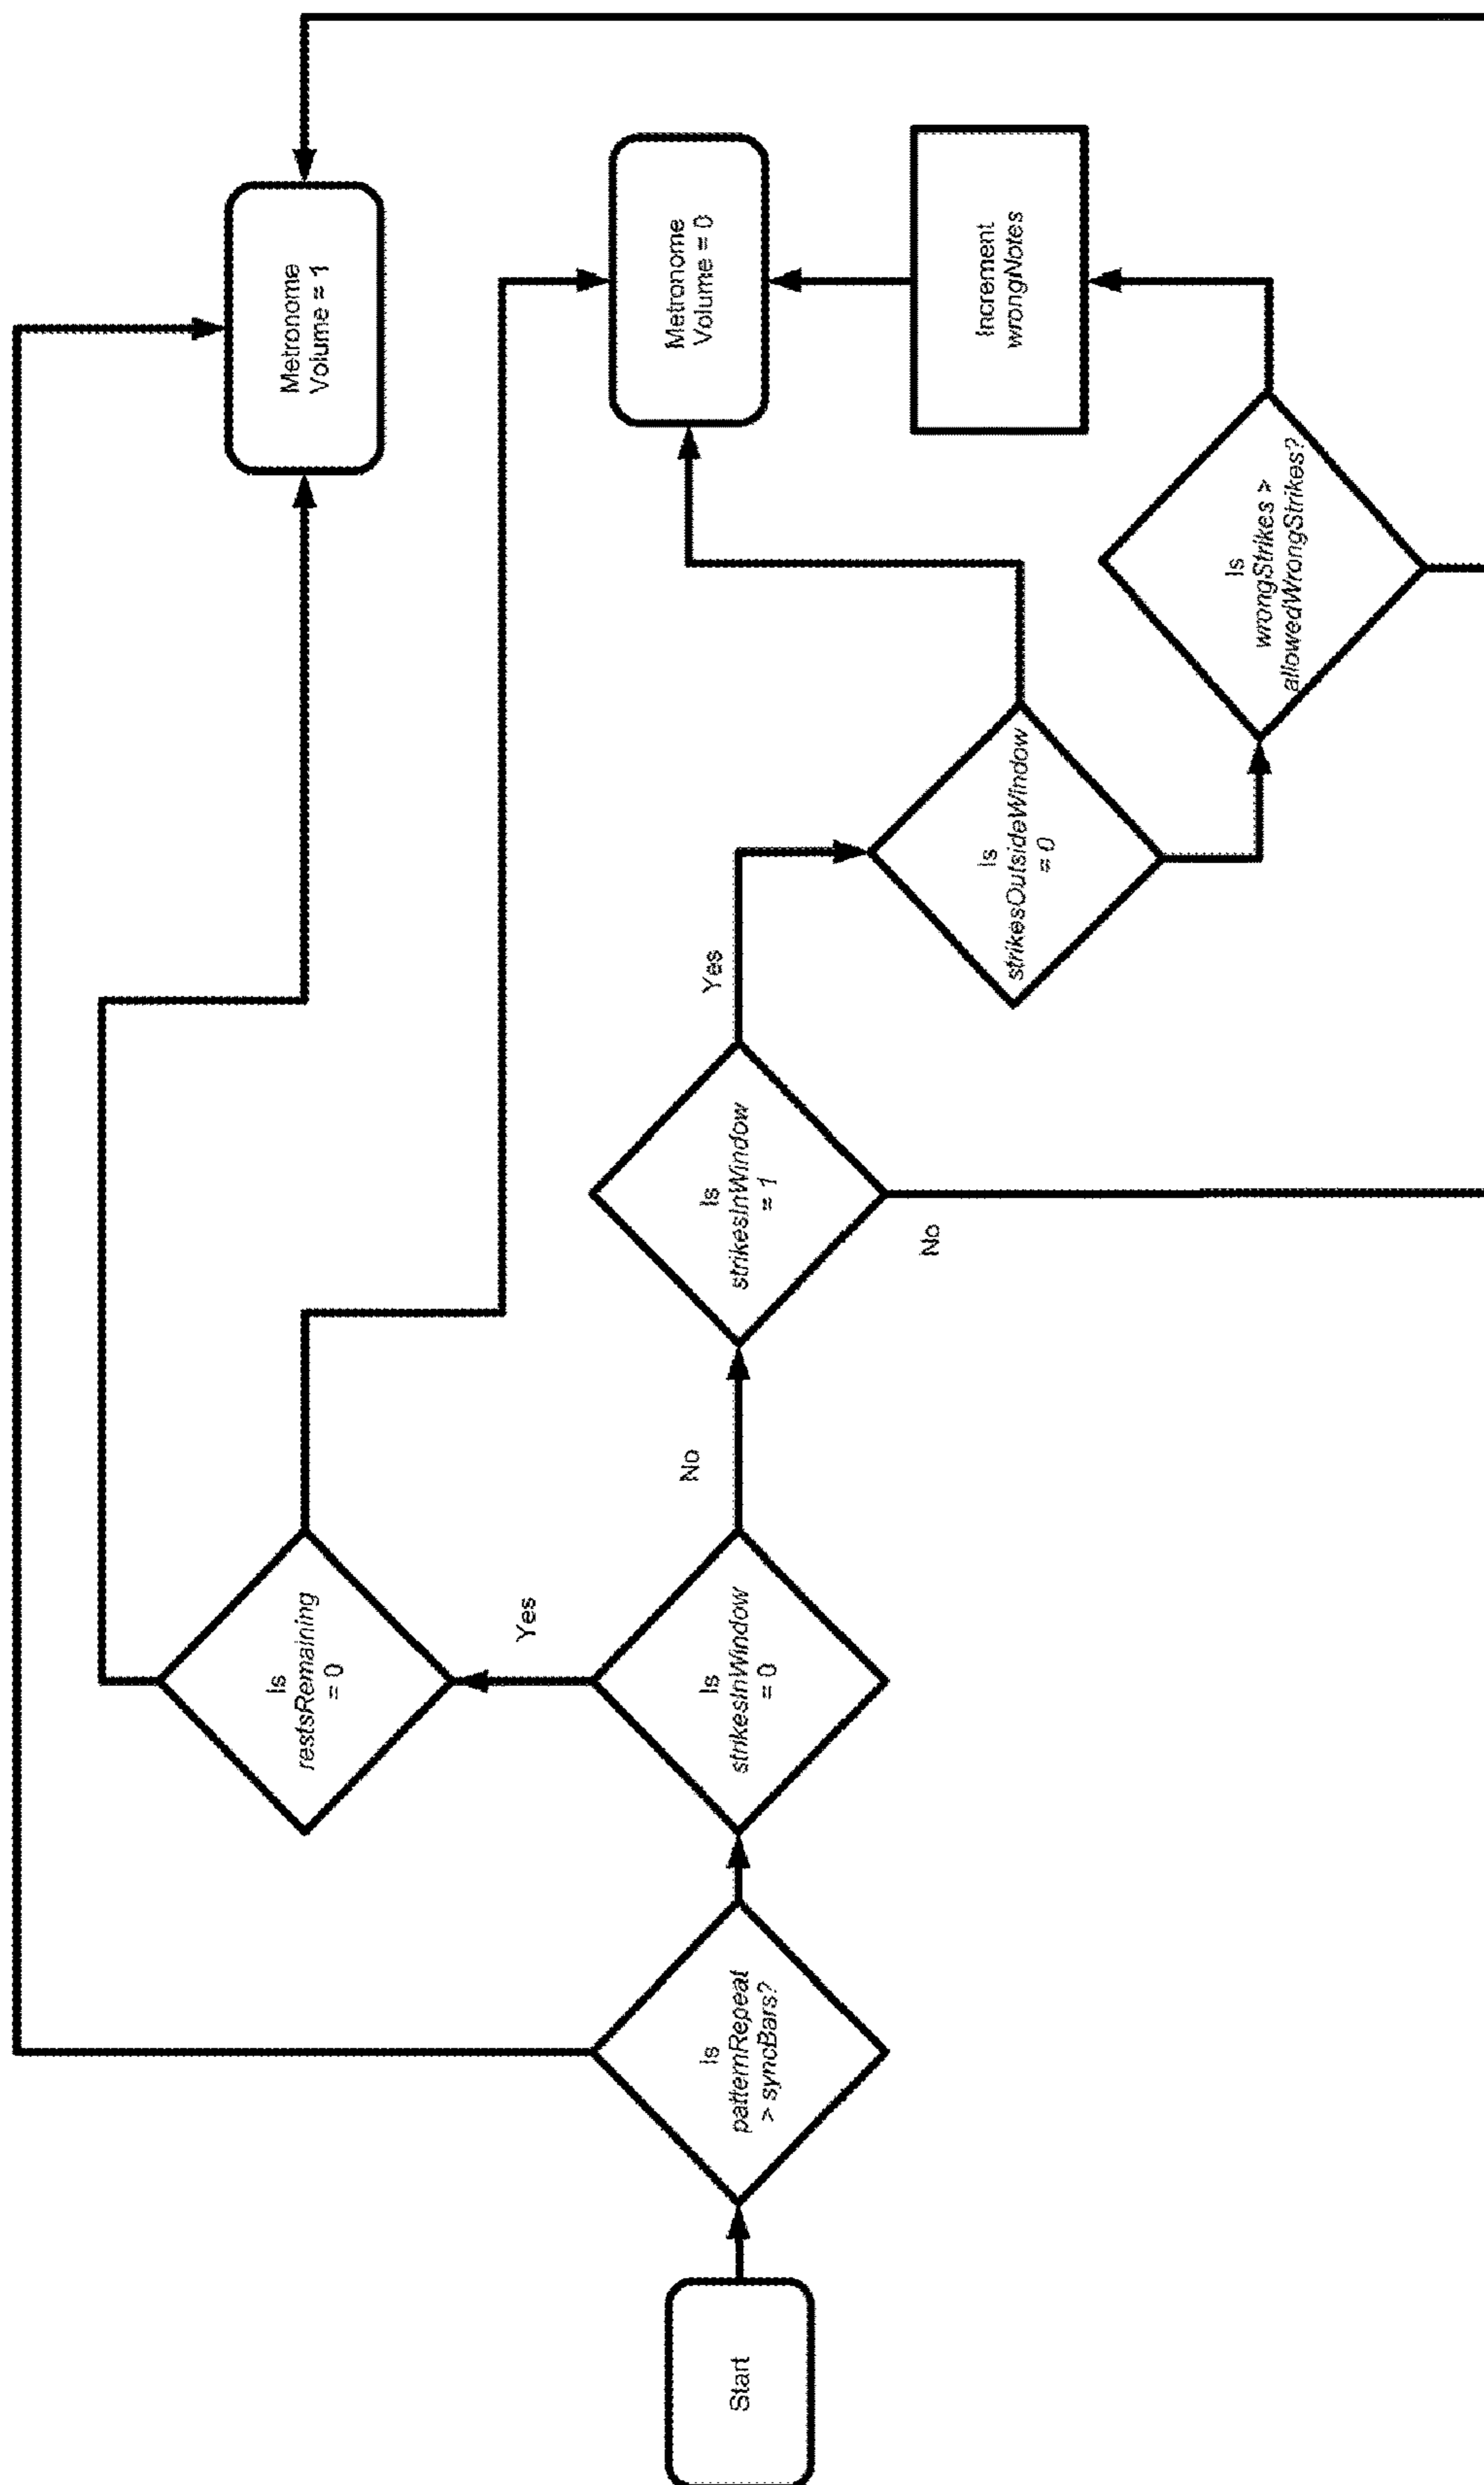 Start
Is
patternRepeat
> syncBars?
Is
strikesInWindow
= 0
Yes
No
Is
restsRemaining
= 0
Is
strikesInWindow
= 1
Yes
No
Is
strikesOutsideWindow
= 0
Is
wrongStrikes >
allowedWrongStrikes?
Increment
wrongNotes
Metronome
Volume = 0
Metronome
Volume = 1